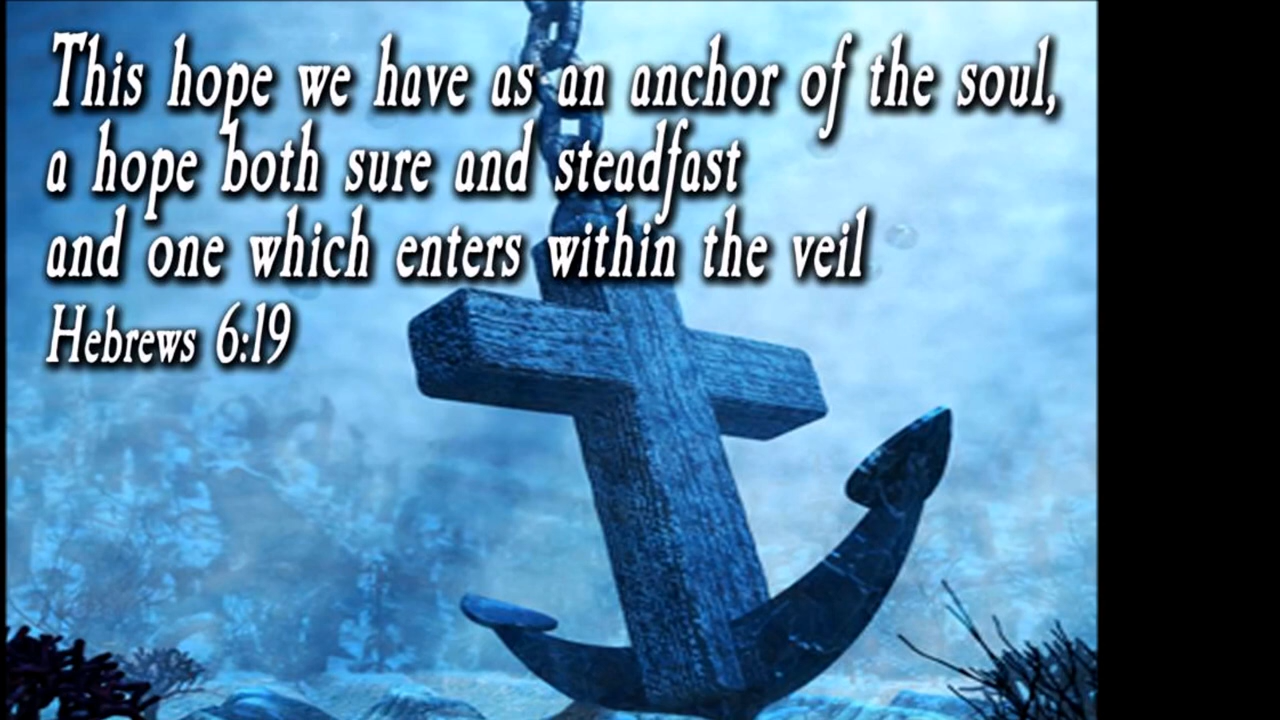 This hope we have as an anchor of the soul,
a hope both sure and steadfast
and one which enters within the veil
Hebrews 6:19